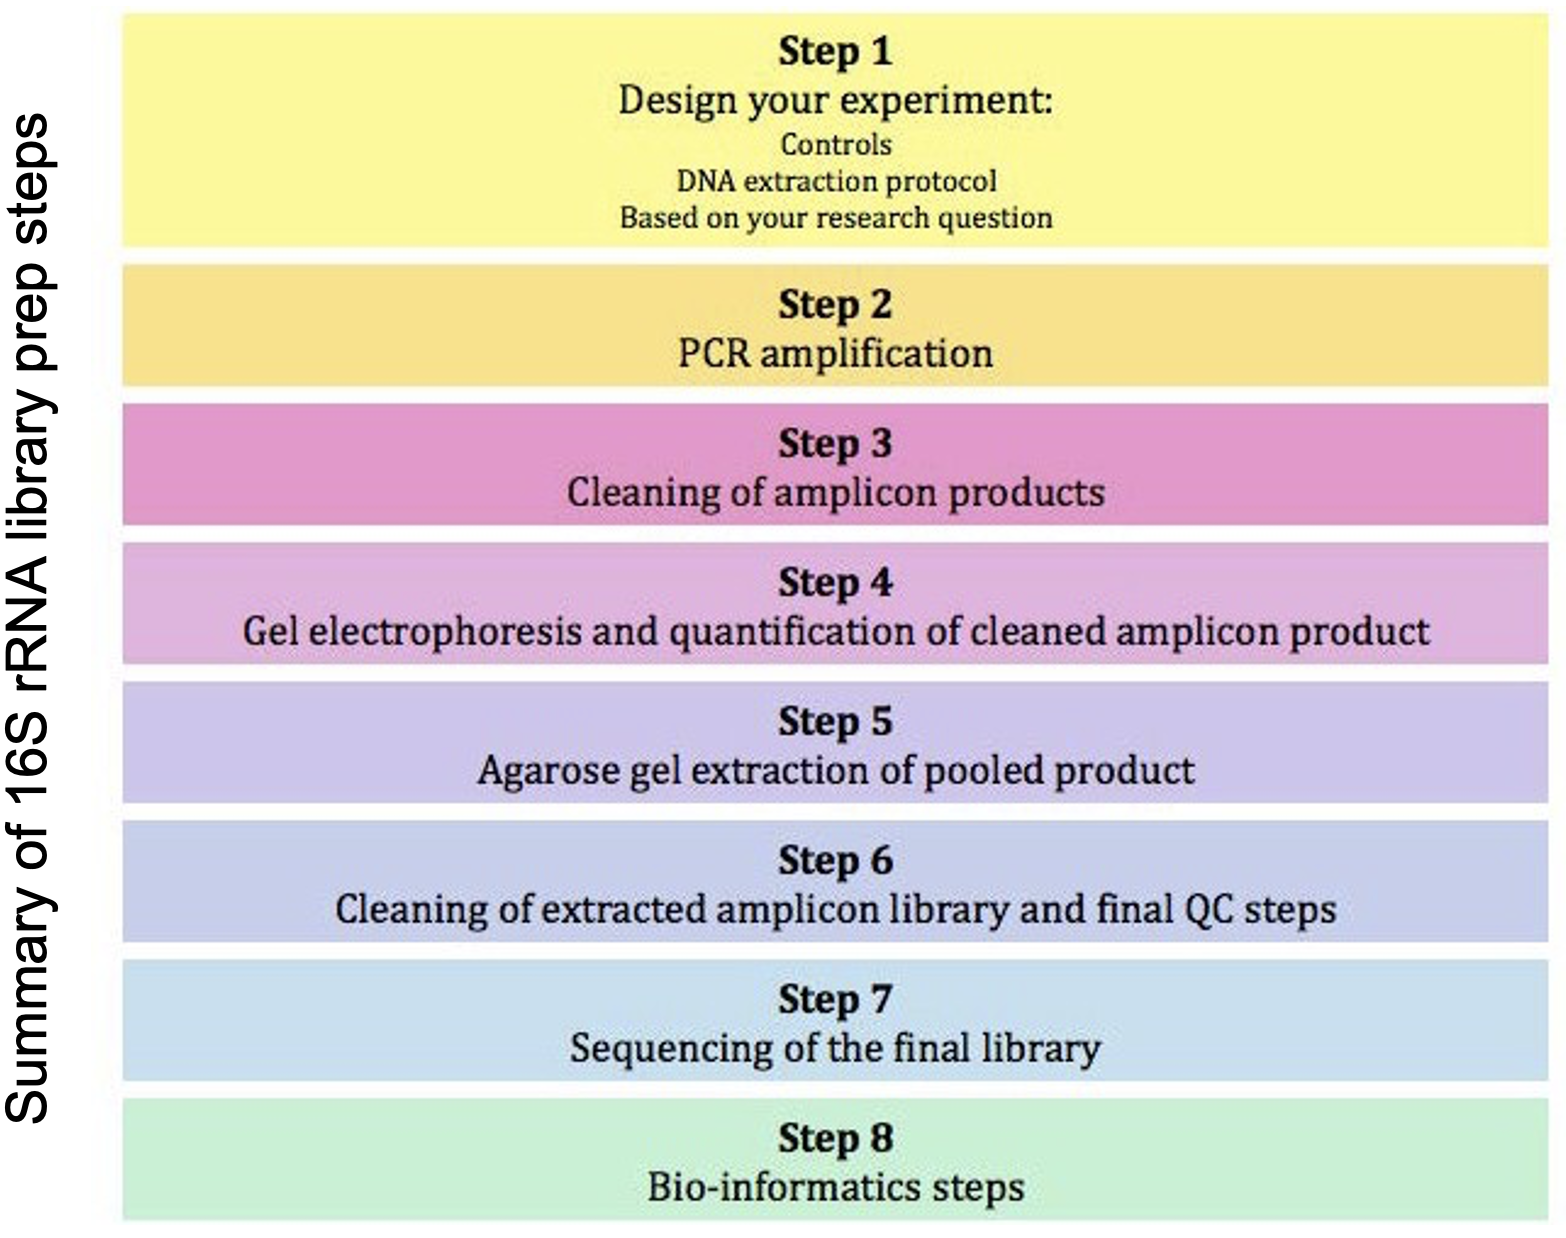 Summary of 16S rRNA library prep steps
Step 1
Design your experiment:
Controls
DNA extraction protocol
Based on your research question
Step 2
PCR amplification
Step 3
Cleaning of amplicon products
Step 4
Gel electrophoresis and quantification of cleaned amplicon product
Step 5
Agarose gel extraction of pooled product
Step 6
Cleaning of extracted amplicon library and final QC steps
Step 7
Sequencing of the final library
Step 8
Bio-informatics steps